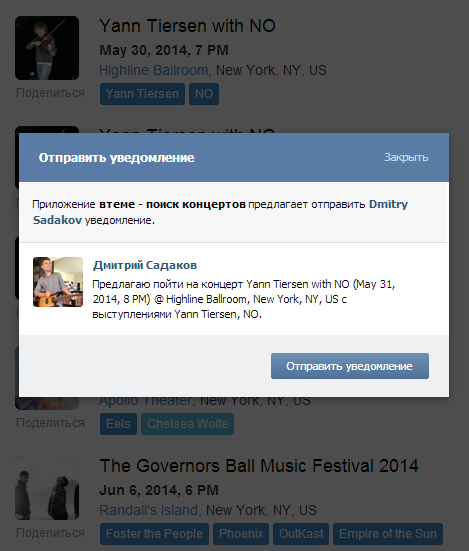 Yann Tiersen with NO
May 30, 2014, 7 PM
Highline Ballroom, New York, NY, US
Поделиться Yann Tiersen NO
Yann Tiersen with NO
Отправить уведомление Закрыть
Приложение втеме - поиск концертов предлагает отправить Dmitry
Sadakov уведомление.
Дмитрий Садаков
Предлагаю пойти на концерт Yann Tiersen with NO (May 31,
2014, 8 PM) @ Highline Ballroom, New York, NY, US с
выступлениями Yann Tiersen, NO.
Отправить уведомление
Apollo Theater, New York, NY, US
Поделиться Eels Chelsea Wolfe
The Governors Ball Music Festival 2014
Jun 6, 2014, 6 PM
Randall's Island, New York, NY, US
Поделиться Foster the People Phoenix OutKast Empire of the Sun